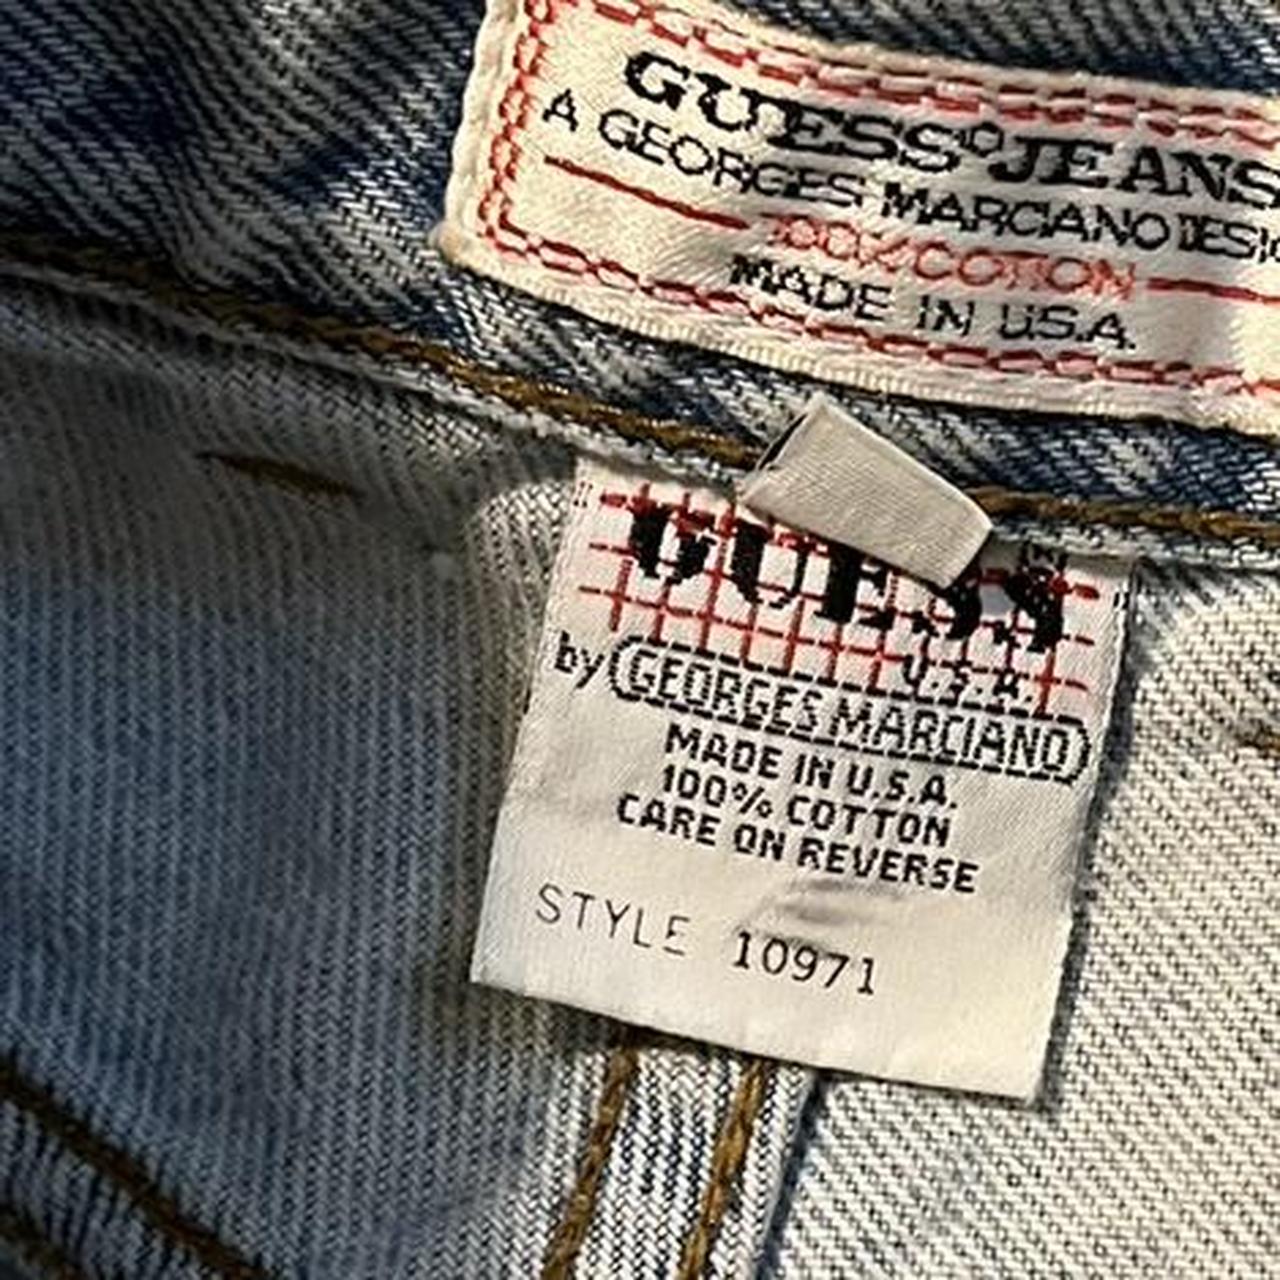 GUESS® JEANS
A GEORGES MARCIANO DESIG
100% COTTON
MADE IN U.S.A.
GUESS
U.S.A.
by GEORGES MARCIANO
MADE IN U.S.A.
100% COTTON
CARE ON REVERSE
STYLE 10971